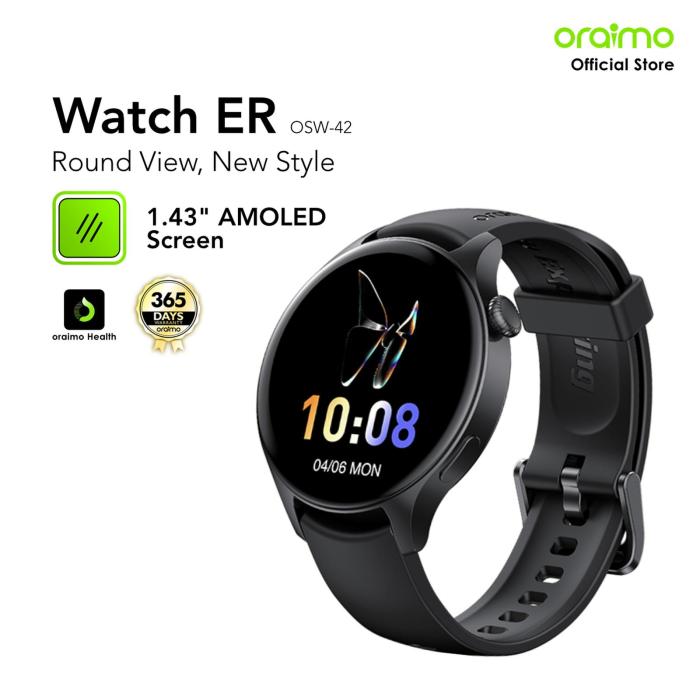 oraimo
Official Store
Watch ER OSW-42
Round View, New Style
1.43" AMOLED
Screen
oraimo Health
365
DAYS
WARRANTY
oraimo
10:08
04/06 MON